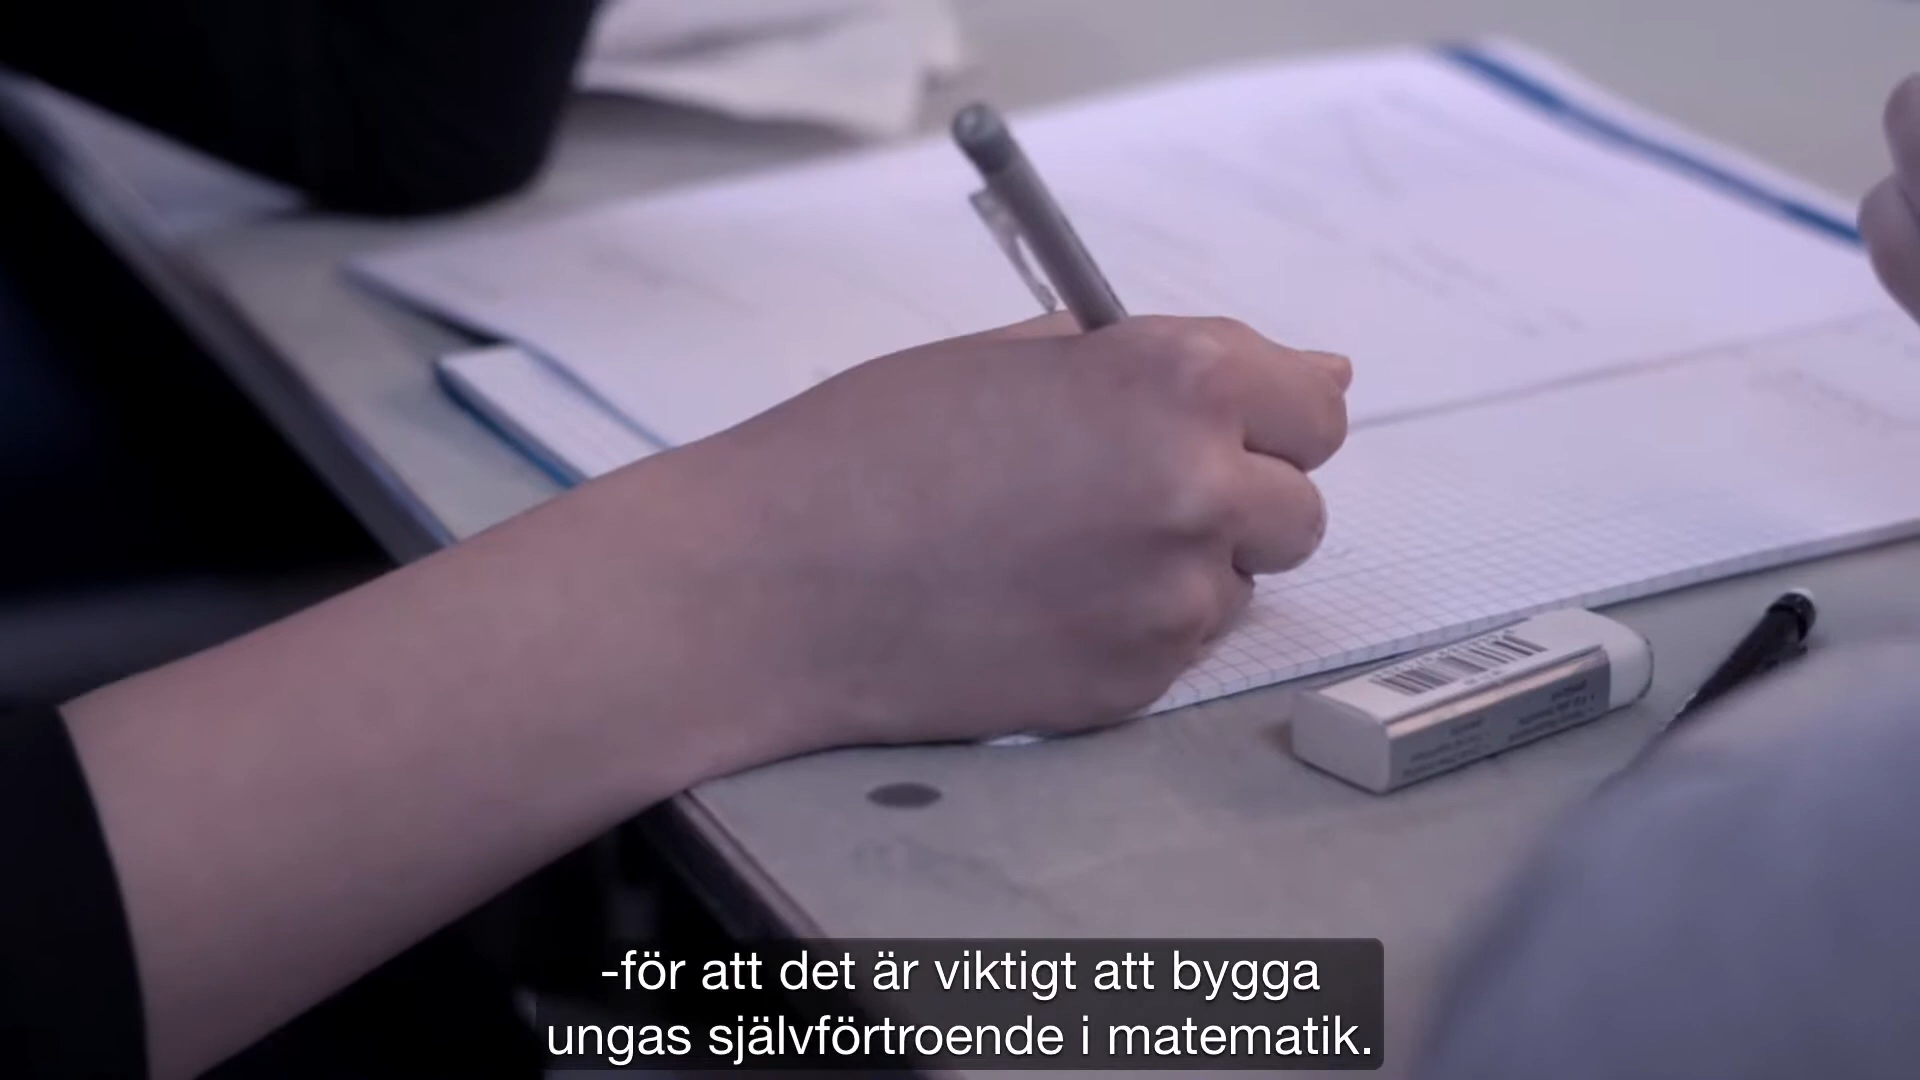 -för att det är viktigt att bygga
ungas självförtroende i matematik.